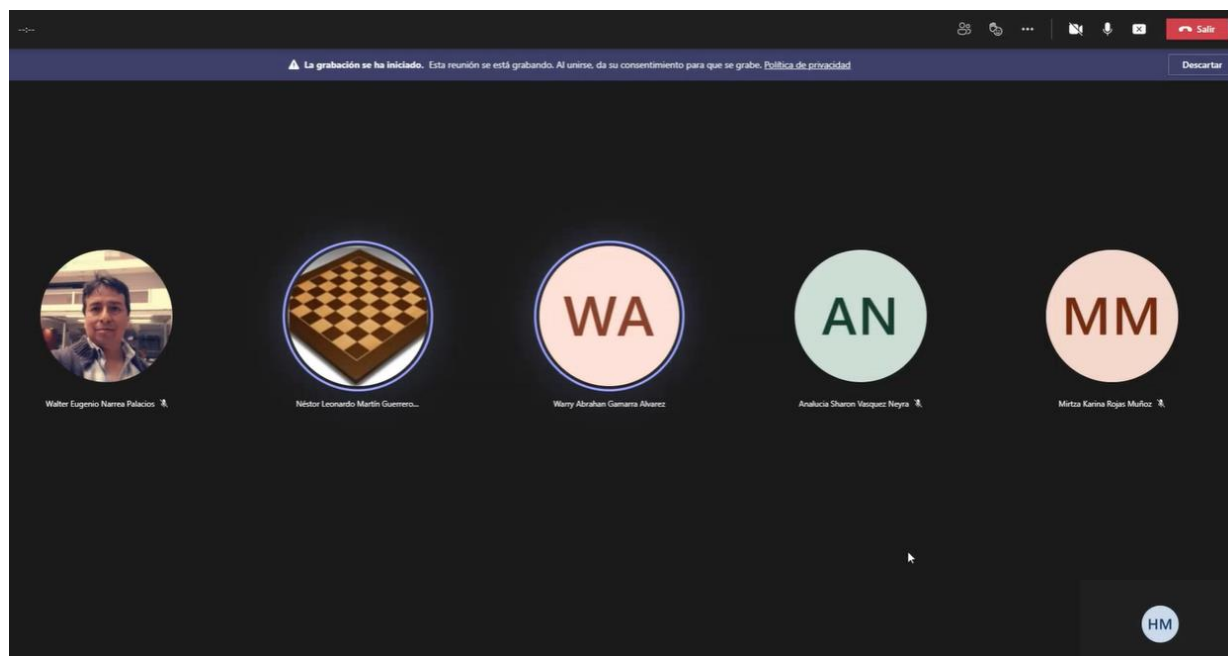 --:--
Salir
La grabación se ha iniciado. Esta reunión se está grabando. Al unirse, da su consentimiento para que se grabe. Política de privacidad
Descartar
WA
AN
MM
Walter Eugenio Narrea Palacios
Néstor Leonardo Martín Guerrero...
Warry Abrahan Gamarra Alvarez
Analucia Sharon Vasquez Neyra
Mirtza Karina Rojas Muñoz
HM